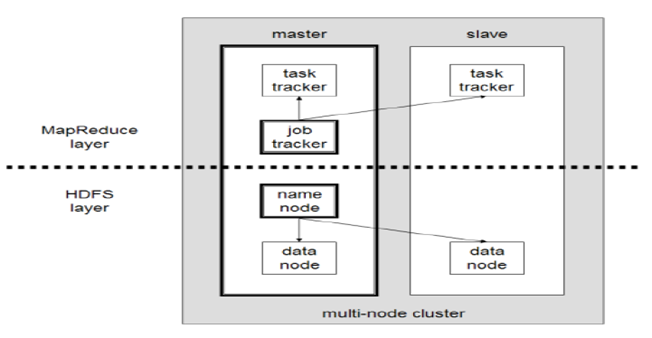 master
slave
task
tracker
task
tracker
MapReduce
layer
job
tracker
HDFS
layer
name
node
data
node
data
node
multi-node cluster